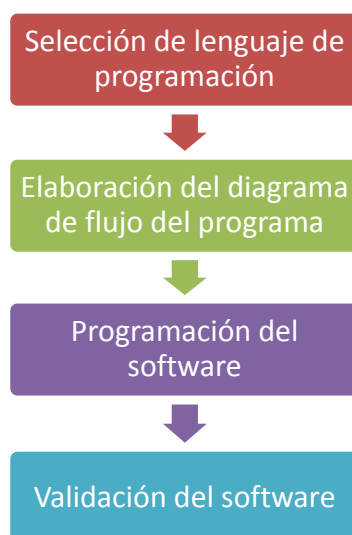 Selección de lenguaje de
programación
Elaboración del diagrama
de flujo del programa
Programación del
software
Validación del software